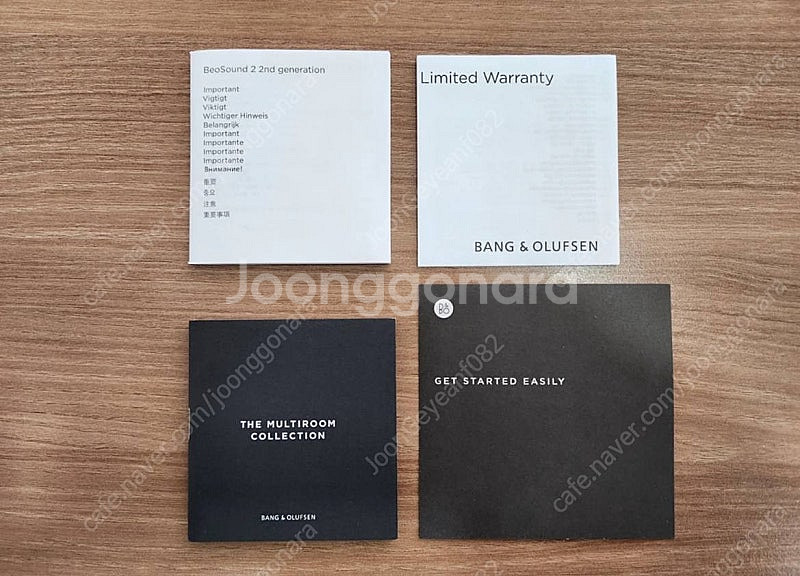 BeoSound 2 2nd generation
Important
Vigtigt
Viktigt
Wichtiger Hinweis
Belangrijk
Important
Importante
Importante
Importante
Внимание!
重要
중요
注意
重要事項
Limited Warranty
BANG & OLUFSEN
Joonggonara
THE MULTIROOM
COLLECTION
BANG & OLUFSEN
B&O
GET STARTED EASILY
cafe.naver.com/joonggonara